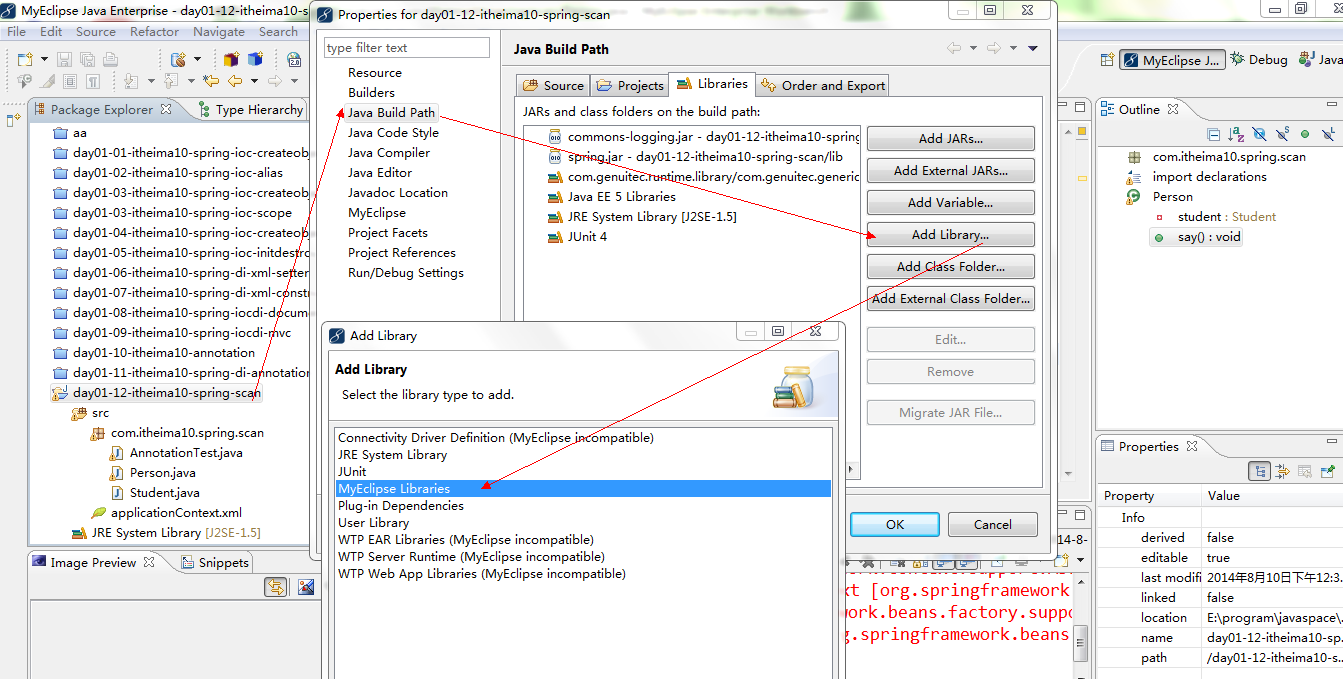 MyEclipse Java Enterprise - day01-12-itheima10-s
File Edit Source Refactor Navigate Search
Package Explorer
Type Hierarchy
aa
day01-01-itheima10-spring-ioc-createob
day01-02-itheima10-spring-ioc-alias
day01-03-itheima10-spring-ioc-createob
day01-03-itheima10-spring-ioc-scope
day01-04-itheima10-spring-ioc-createob
day01-05-itheima10-spring-ioc-initdestro
day01-06-itheima10-spring-di-xml-setter
day01-07-itheima10-spring-di-xml-const
day01-08-itheima10-spring-iocdi-docum
day01-09-itheima10-spring-iocdi-mvc
day01-10-itheima10-annotation
day01-11-itheima10-spring-di-annotation
day01-12-itheima10-spring-scan
src
com.itheima10.spring.scan
AnnotationTest.java
Person.java
Student.java
applicationContext.xml
JRE System Library [J2SE-1.5]
Image Preview
Snippets
Properties for day01-12-itheima10-spring-scan
type filter text
Resource
Builders
Java Build Path
Java Code Style
Java Compiler
Java Editor
Javadoc Location
MyEclipse
Project Facets
Project References
Run/Debug Settings
Java Build Path
Source
Projects
Libraries
Order and Export
JARs and class folders on the build path:
commons-logging.jar - day01-12-itheima10-spring
spring.jar - day01-12-itheima10-spring-scan/lib
com.genuitec.runtime.library/com.genuitec.generic
Java EE 5 Libraries
JRE System Library [J2SE-1.5]
JUnit 4
Add JARs...
Add External JARs...
Add Variable...
Add Library...
Add Class Folder...
Add External Class Folder...
Edit...
Remove
Migrate JAR File...
OK
Cancel
Add Library
Add Library
Select the library type to add.
Connectivity Driver Definition (MyEclipse incompatible)
JRE System Library
JUnit
MyEclipse Libraries
Plug-in Dependencies
User Library
WTP EAR Libraries (MyEclipse incompatible)
WTP Server Runtime (MyEclipse incompatible)
WTP Web App Libraries (MyEclipse incompatible)
14-8-
xt [org.springframework
work.beans.factory.suppo
g.springframework.beans
MyEclipse J...
Debug
Java
Outline
com.itheima10.spring.scan
import declarations
Person
student : Student
say() : void
Properties
Property Value
Info
derived false
editable true
last modifi 2014年8月10日下午12:3...
linked false
location E:\program\javaspace\...
name day01-12-itheima10-sp...
path /day01-12-itheima10-s...